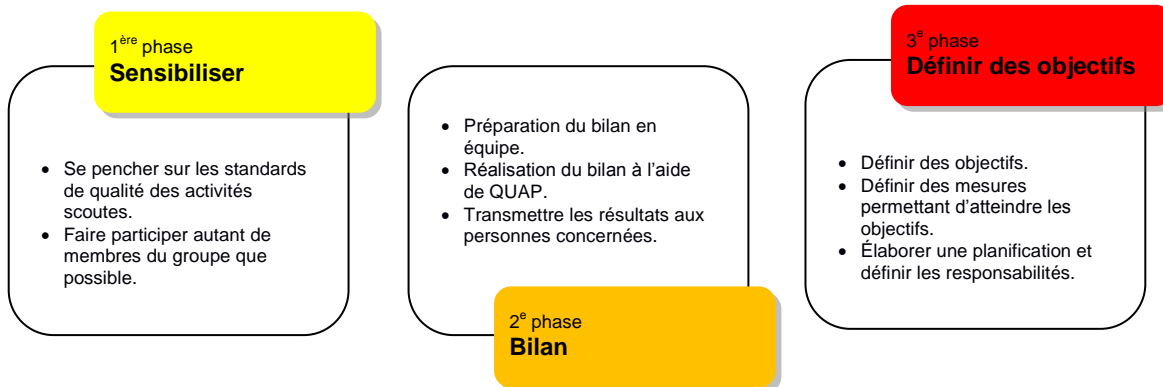 1ère phase
Sensibiliser
• Se pencher sur les standards
de qualité des activités
scoutes.
• Faire participer autant de
membres du groupe que
possible.
• Préparation du bilan en
équipe.
• Réalisation du bilan à l'aide
de QUAP.
• Transmettre les résultats aux
personnes concernées.
2e phase
Bilan
3e phase
Définir des objectifs
• Définir des objectifs.
• Définir des mesures
permettant d'atteindre les
objectifs.
• Élaborer une planification et
définir les responsabilités.